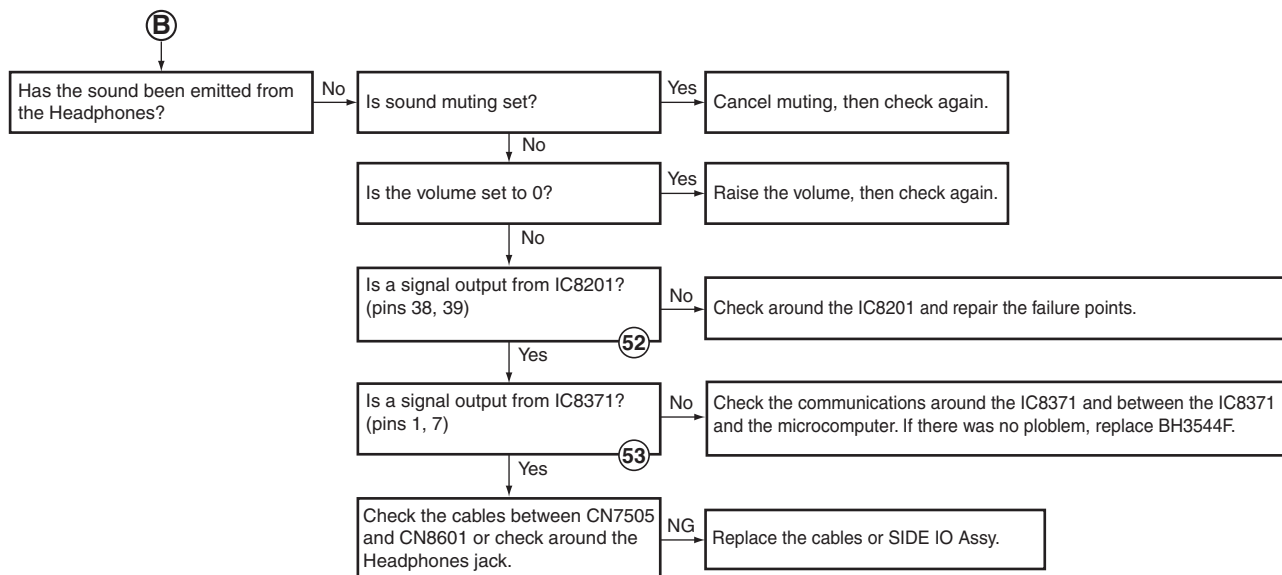 B
Has the sound been emitted from
the Headphones?
No
Is sound muting set?
Yes
Cancel muting, then check again.
No
Is the volume set to 0?
Yes
Raise the volume, then check again.
No
Is a signal output from IC8201?
(pins 38, 39)
52
No
Check around the IC8201 and repair the failure points.
Yes
Is a signal output from IC8371?
(pins 1, 7)
53
No
Check the communications around the IC8371 and between the IC8371
and the microcomputer. If there was no ploblem, replace BH3544F.
Yes
Check the cables between CN7505
and CN8601 or check around the
Headphones jack.
NG
Replace the cables or SIDE IO Assy.